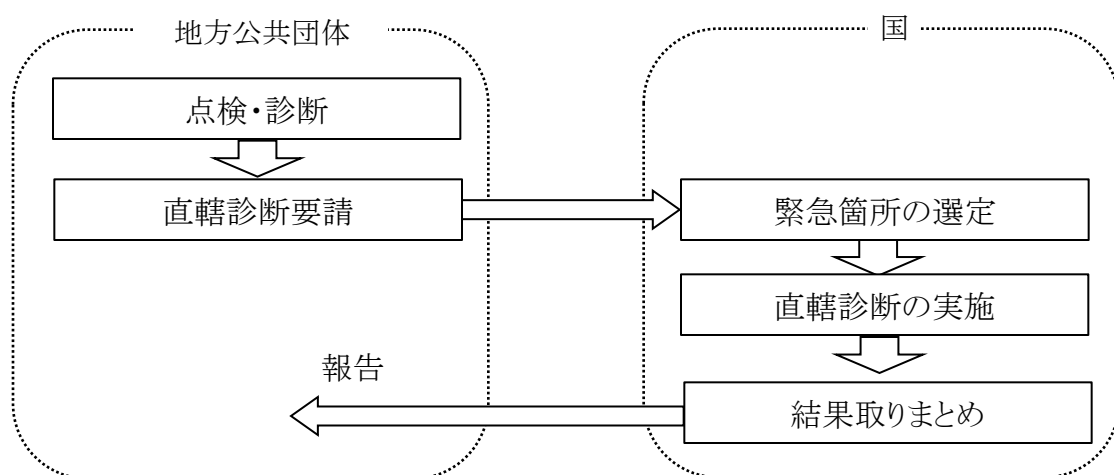 地方公共団体
国
点検・診断
直轄診断要請
緊急箇所の選定
直轄診断の実施
報告
結果取りまとめ